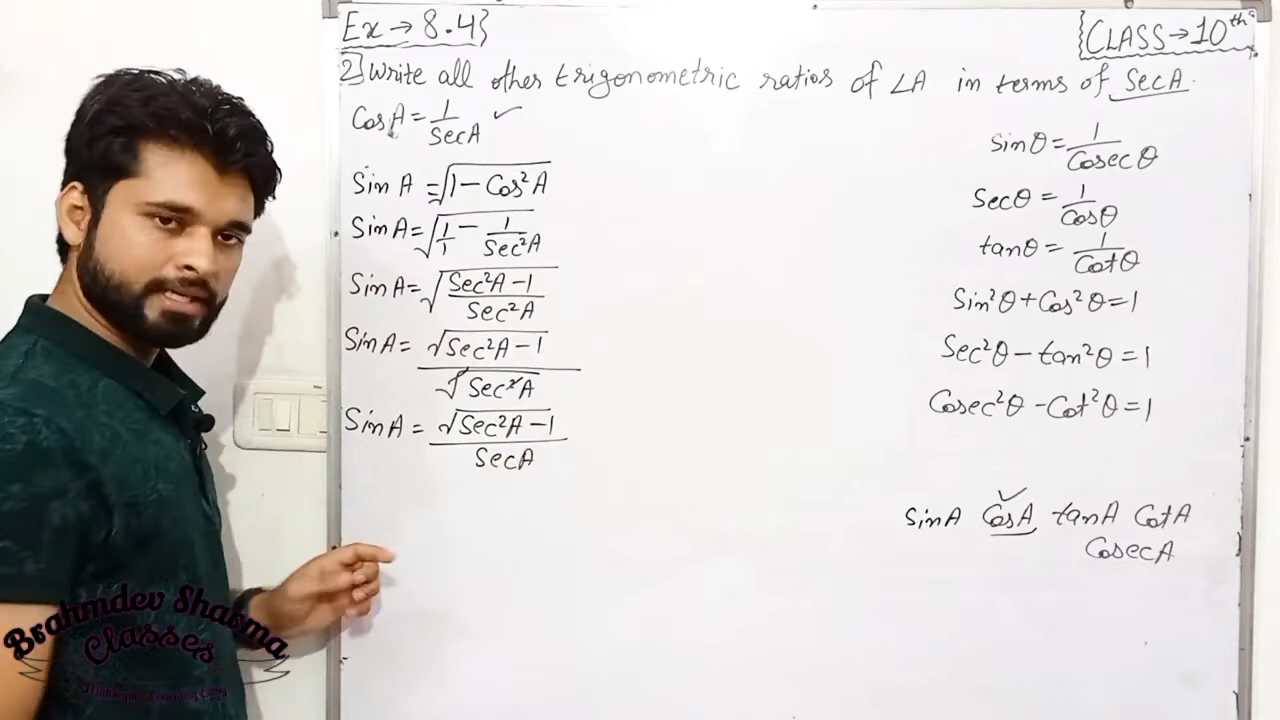 Ex → 8.4}
{CLASS → 10th
2] Write all other trigonometric ratios of ∠A in terms of SecA.
CosA = 1/SecA ✓
Sin A = √(1 - Cos²A)
SinA = √(1/1 - 1/Sec²A)
SinA = √((Sec²A - 1)/Sec²A)
SinA = √(Sec²A - 1)/√(Sec²A)
SinA = √(Sec²A - 1)/SecA
Sinθ = 1/Cosecθ
Secθ = 1/Cosθ
tanθ = 1/Cotθ
Sin²θ + Cos²θ = 1
Sec²θ - tan²θ = 1
Cosec²θ - Cot²θ = 1
✓
SinA CosA tanA CotA
CosecA
Brahmdev Sharma
Classes